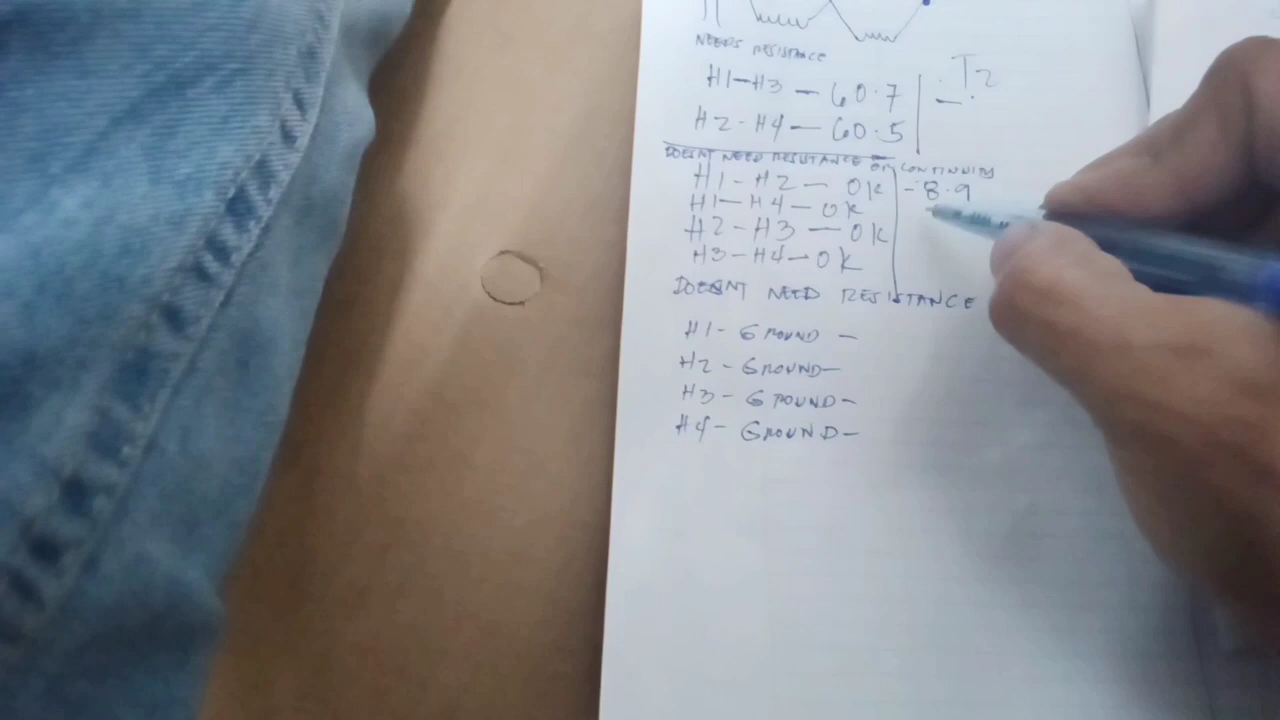 NEEDS RESISTANCE
T2
H1-H3 - 60.7
H2-H4 - 60.5
DOESNT NEED RESISTANCE OR CONTINUITY
H1-H2 - OK - 8.9
H1-H4 - OK
H2-H3 - OK
H3-H4 - OK
DOESNT NEED RESISTANCE
H1- GROUND -
H2- GROUND-
H3- GROUND-
H4- GROUND-